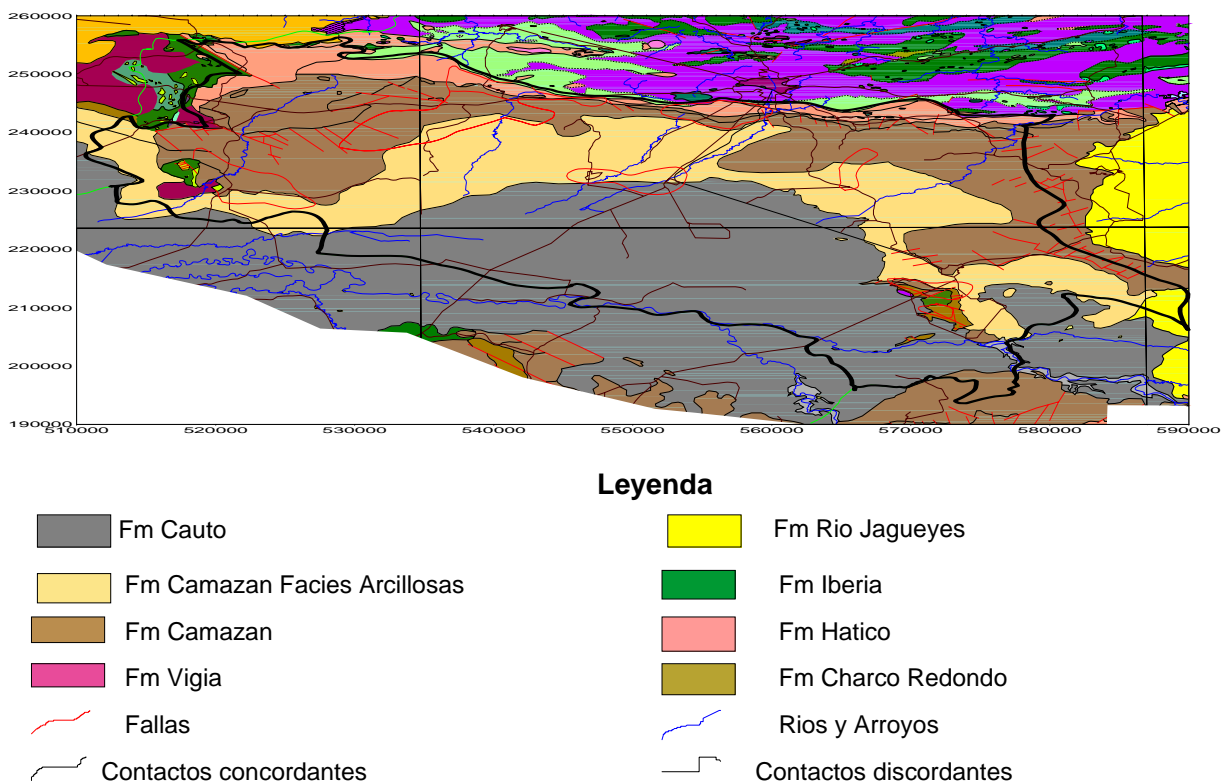 260000
250000
240000
230000
220000
210000
200000
190000
510000 520000 530000 540000 550000 560000 570000 580000 590000
Leyenda
Fm Cauto
Fm Rio Jagueyes
Fm Camazan Facies Arcillosas
Fm Iberia
Fm Camazan
Fm Hatico
Fm Vigia
Fm Charco Redondo
Fallas
Rios y Arroyos
Contactos concordantes
Contactos discordantes